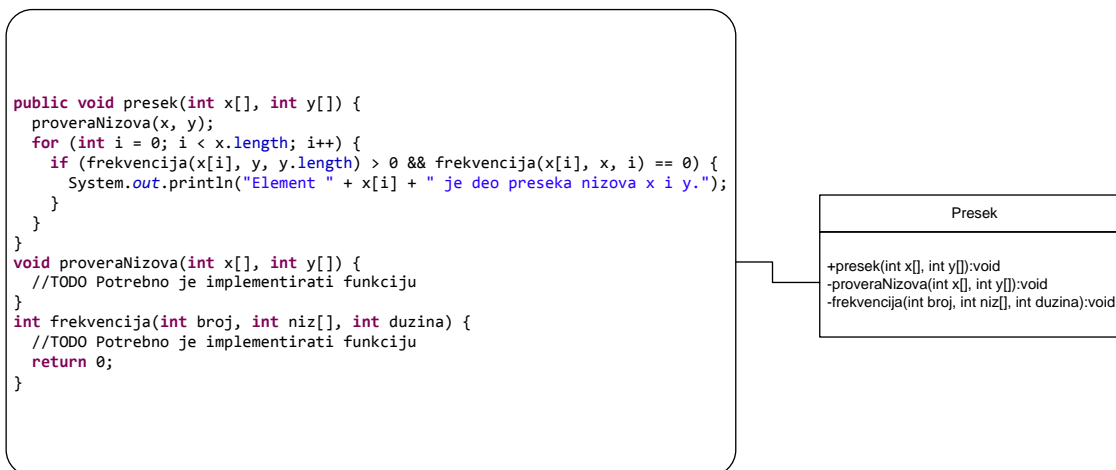 public void presek(int x[], int y[]) {
  proveraNizova(x, y);
  for (int i = 0; i < x.length; i++) {
    if (frekvencija(x[i], y, y.length) > 0 && frekvencija(x[i], x, i) == 0) {
      System.out.println("Element " + x[i] + " je deo preseka nizova x i y.");
    }
  }
}
void proveraNizova(int x[], int y[]) {
  //TODO Potrebno je implementirati funkciju
}
int frekvencija(int broj, int niz[], int duzina) {
  //TODO Potrebno je implementirati funkciju
  return 0;
}
Presek
+presek(int x[], int y[]):void
-proveraNizova(int x[], int y[]):void
-frekvencija(int broj, int niz[], int duzina):void